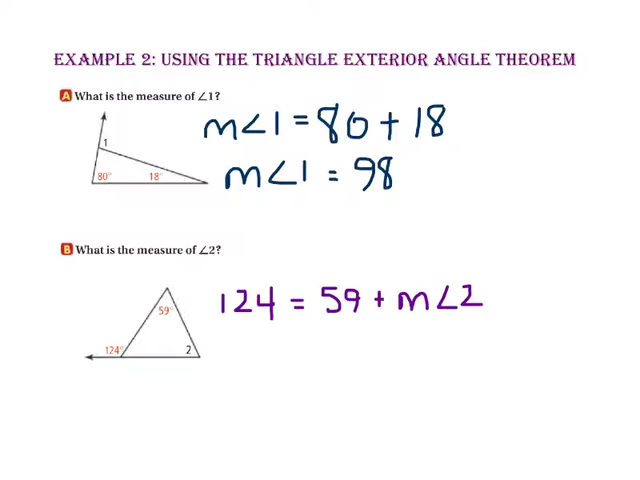 EXAMPLE 2: USING THE TRIANGLE EXTERIOR ANGLE THEOREM
A What is the measure of ∠1?
m∠1 = 80 + 18
1
80° 18°
m∠1 = 98
B What is the measure of ∠2?
124 = 59 + m∠2
59°
124° 2